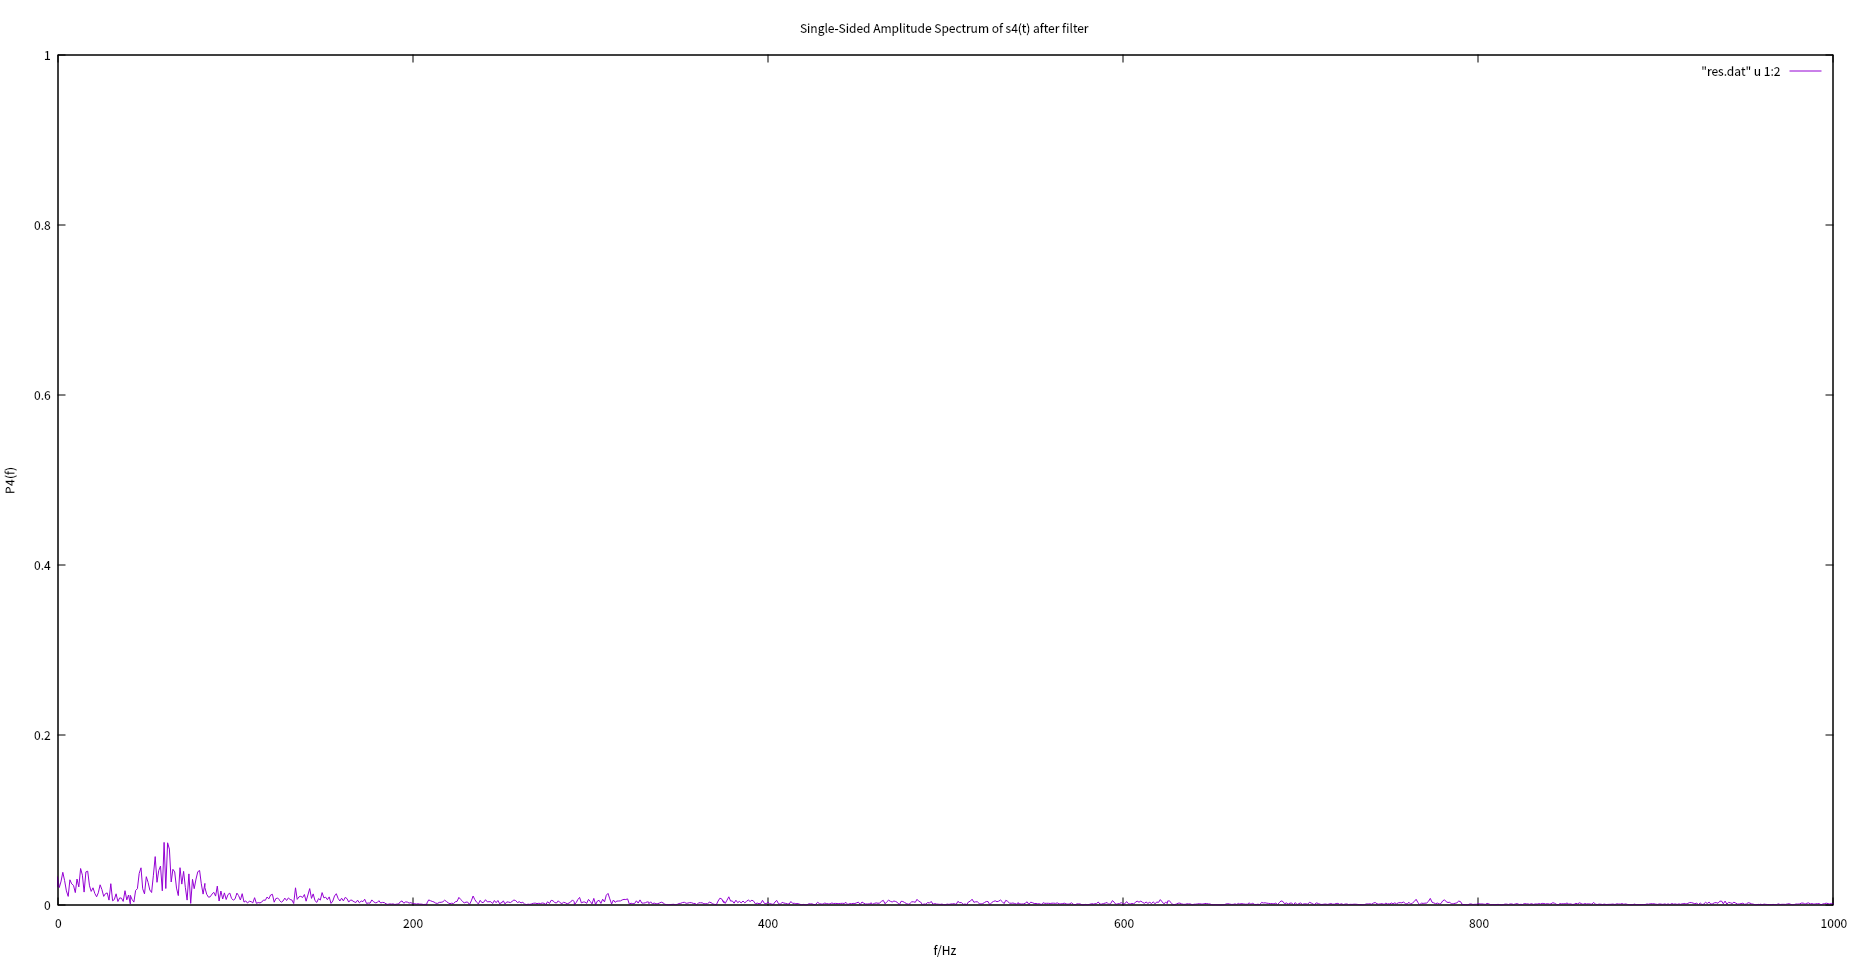 Single-Sided Amplitude Spectrum of s4(t) after filter
"res.dat" u 1:2
1
0.8
0.6
0.4
0.2
0
P4(f)
0 200 400 600 800 1000
f/Hz